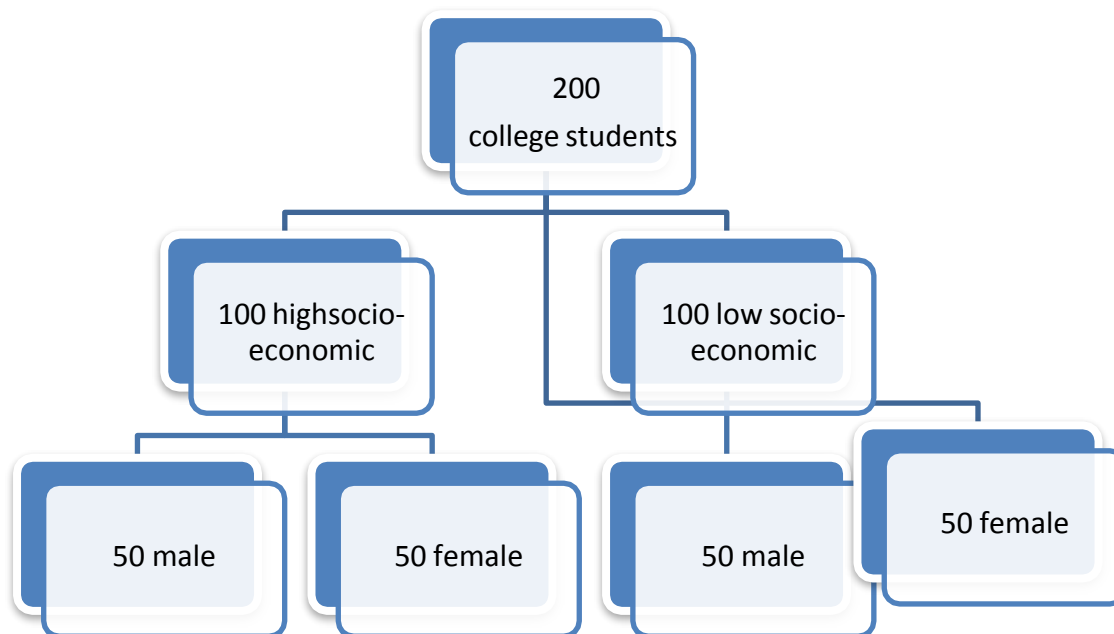 200
college students
100 highsocio-
economic
100 low socio-
economic
50 male
50 female
50 male
50 female